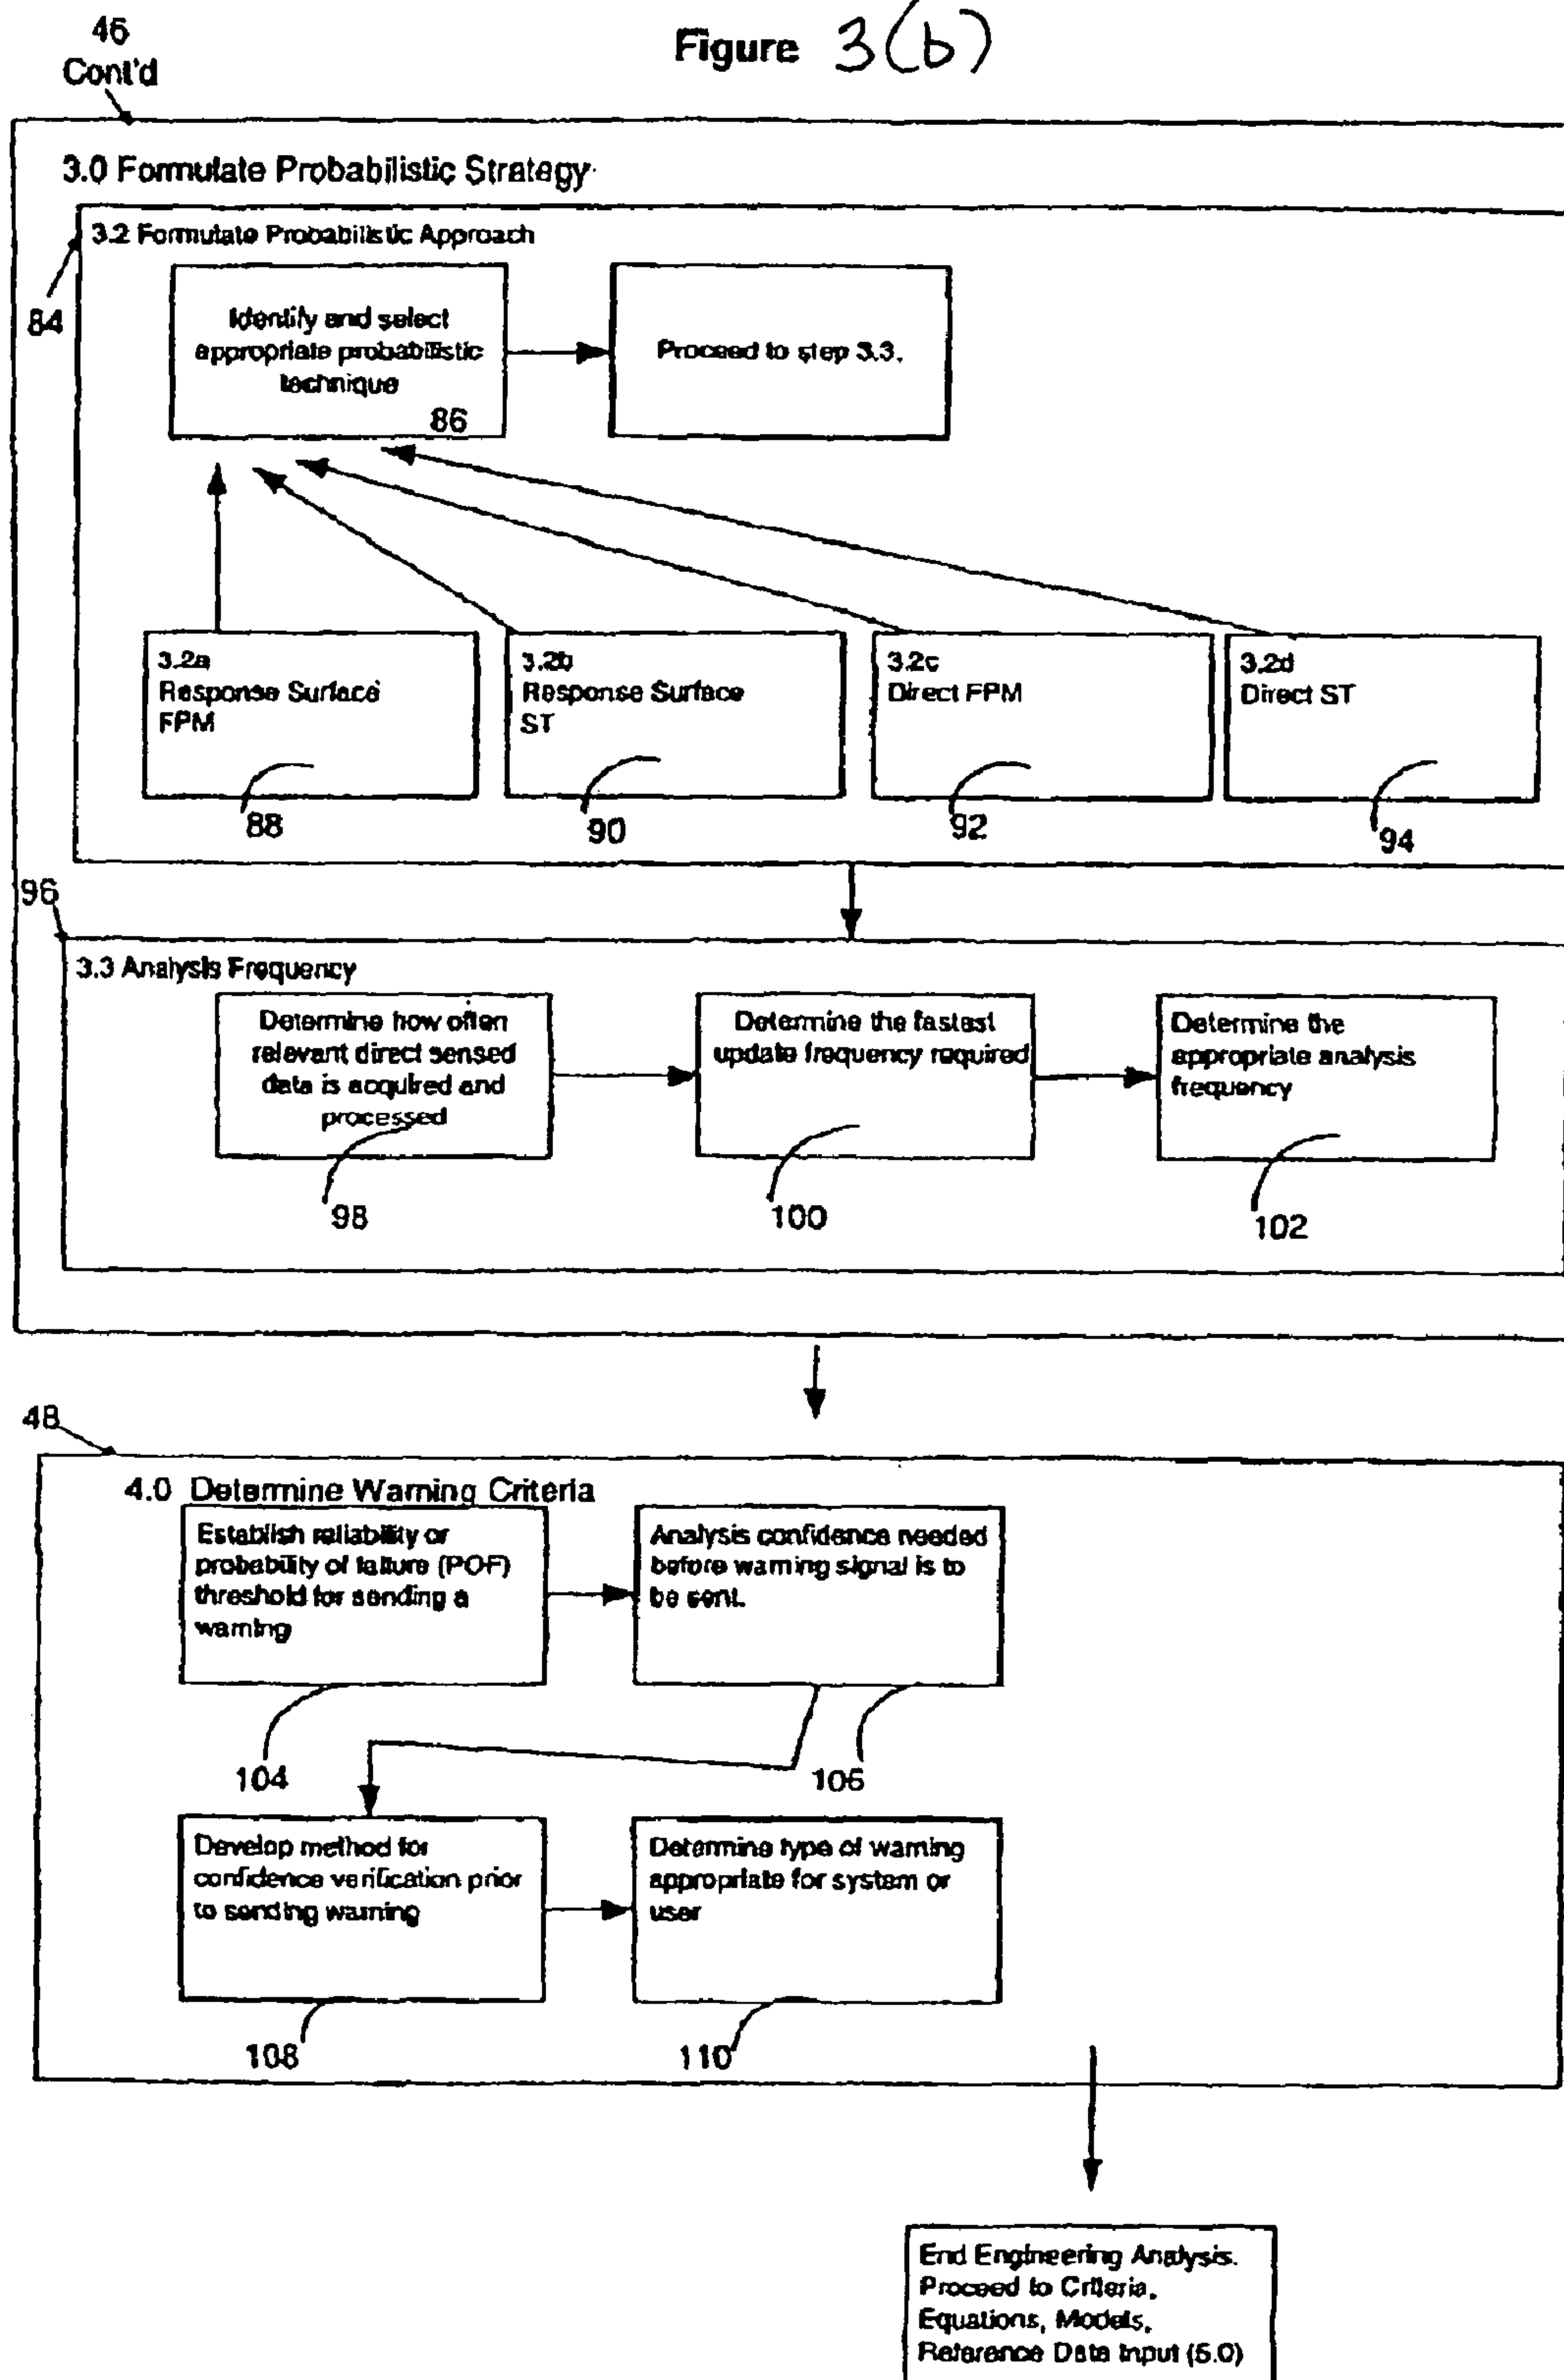 Figure 3(b)
46
Cont'd
3.0 Formulate Probabilistic Strategy
3.2 Formulate Probabilistic Approach
84
Identify and select
appropriate probabilistic
technique
86
Proceed to step 3.3.
3.2a
Response Surface
FPM
88
3.2b
Response Surface
ST
90
3.2c
Direct FPM
92
3.2d
Direct ST
94
96
3.3 Analysis Frequency
Determine how often
relevant direct sensed
data is acquired and
processed
98
Determine the fastest
update frequency required
100
Determine the
appropriate analysis
frequency
102
48
4.0 Determine Warning Criteria
Establish reliability or
probability of failure (POF)
threshold for sending a
warning
104
Analysis confidence needed
before warning signal is to
be sent.
106
Develop method for
confidence verification prior
to sending warning
108
Determine type of warning
appropriate for system or
user
110
End Engineering Analysis.
Proceed to Criteria,
Equations, Models,
Reference Data Input (5.0)